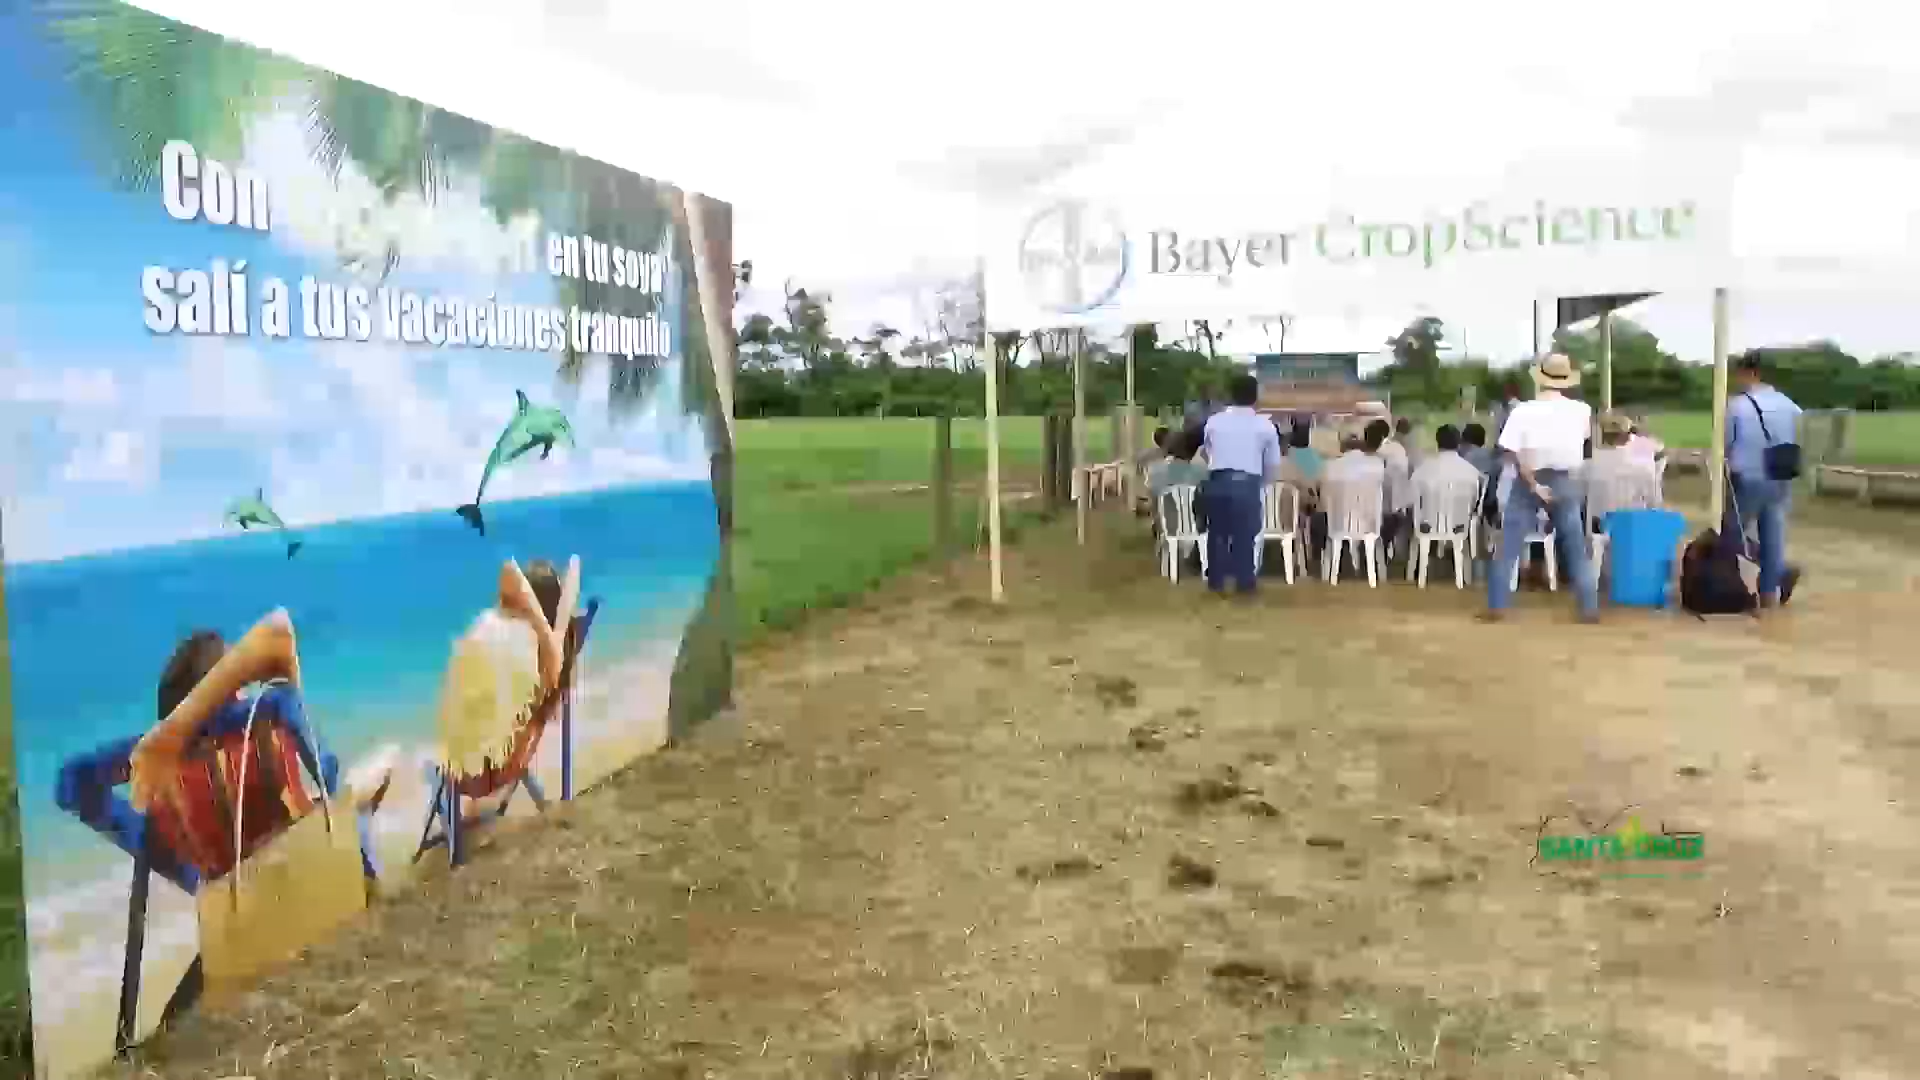 Con en tu soya
salí a tus vacaciones tranquilo
Bayer CropScience
SANTA CRUZ